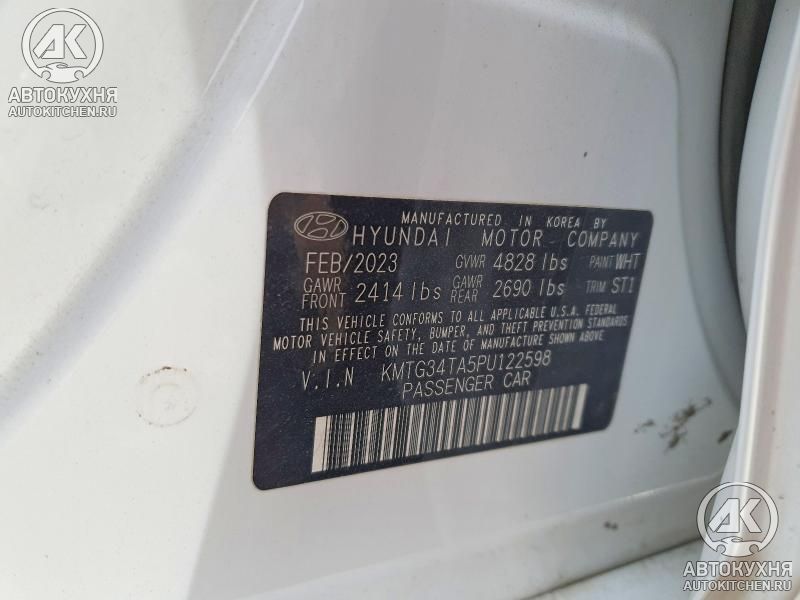 АК
АВТОКУХНЯ
AUTOKITCHEN.RU
MANUFACTURED IN KOREA BY
HYUNDAI MOTOR COMPANY
FEB/2023 GVWR 4828 lbs PAINT WHT
GAWR FRONT 2414 lbs GAWR REAR 2690 lbs TRIM ST1
THIS VEHICLE CONFORMS TO ALL APPLICABLE U.S.A. FEDERAL
MOTOR VEHICLE SAFETY, BUMPER, AND THEFT PREVENTION STANDARDS
IN EFFECT ON THE DATE OF MANUFACTURE SHOWN ABOVE.
V.I.N KMTG34TA5PU122598
PASSENGER CAR
АК
АВТОКУХНЯ
AUTOKITCHEN.RU